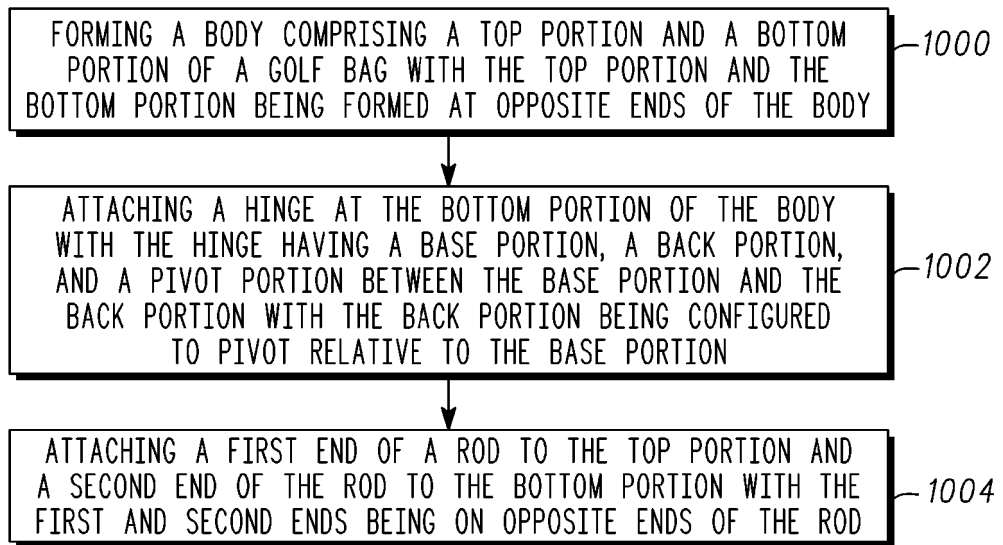 FORMING A BODY COMPRISING A TOP PORTION AND A BOTTOM
PORTION OF A GOLF BAG WITH THE TOP PORTION AND THE
BOTTOM PORTION BEING FORMED AT OPPOSITE ENDS OF THE BODY
1000
ATTACHING A HINGE AT THE BOTTOM PORTION OF THE BODY
WITH THE HINGE HAVING A BASE PORTION, A BACK PORTION,
AND A PIVOT PORTION BETWEEN THE BASE PORTION AND THE
BACK PORTION WITH THE BACK PORTION BEING CONFIGURED
TO PIVOT RELATIVE TO THE BASE PORTION
1002
ATTACHING A FIRST END OF A ROD TO THE TOP PORTION AND
A SECOND END OF THE ROD TO THE BOTTOM PORTION WITH THE
FIRST AND SECOND ENDS BEING ON OPPOSITE ENDS OF THE ROD
1004